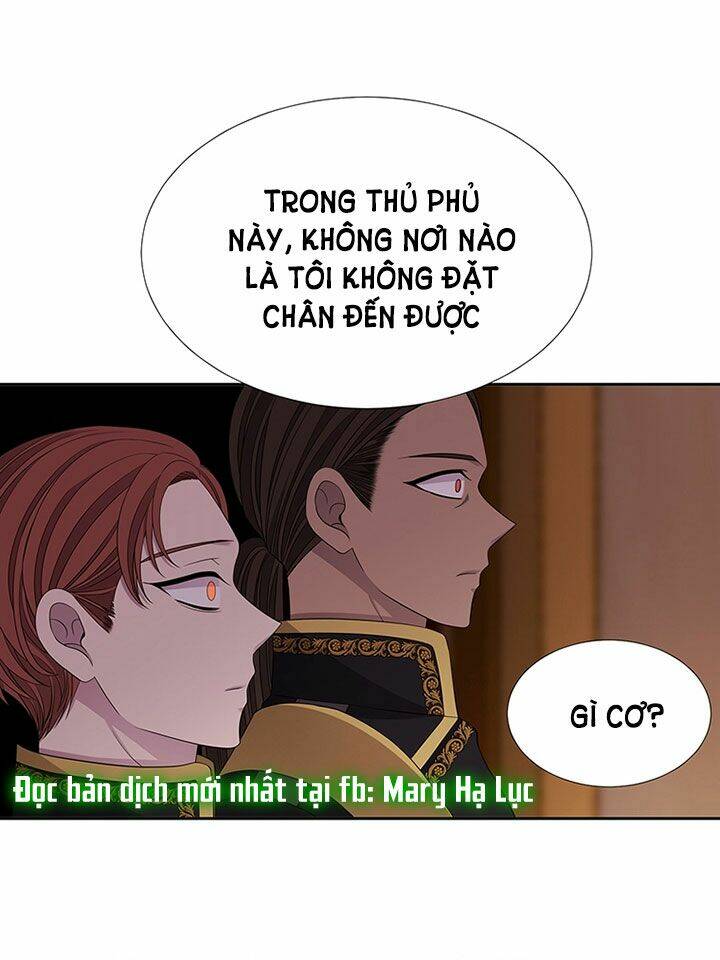 TRONG THỦ PHỦ
NÀY, KHÔNG NƠI NÀO
LÀ TÔI KHÔNG ĐẶT
CHÂN ĐẾN ĐƯỢC
GÌ CƠ?
Đọc bản dịch mới nhất tại fb: Mary Hạ Lục